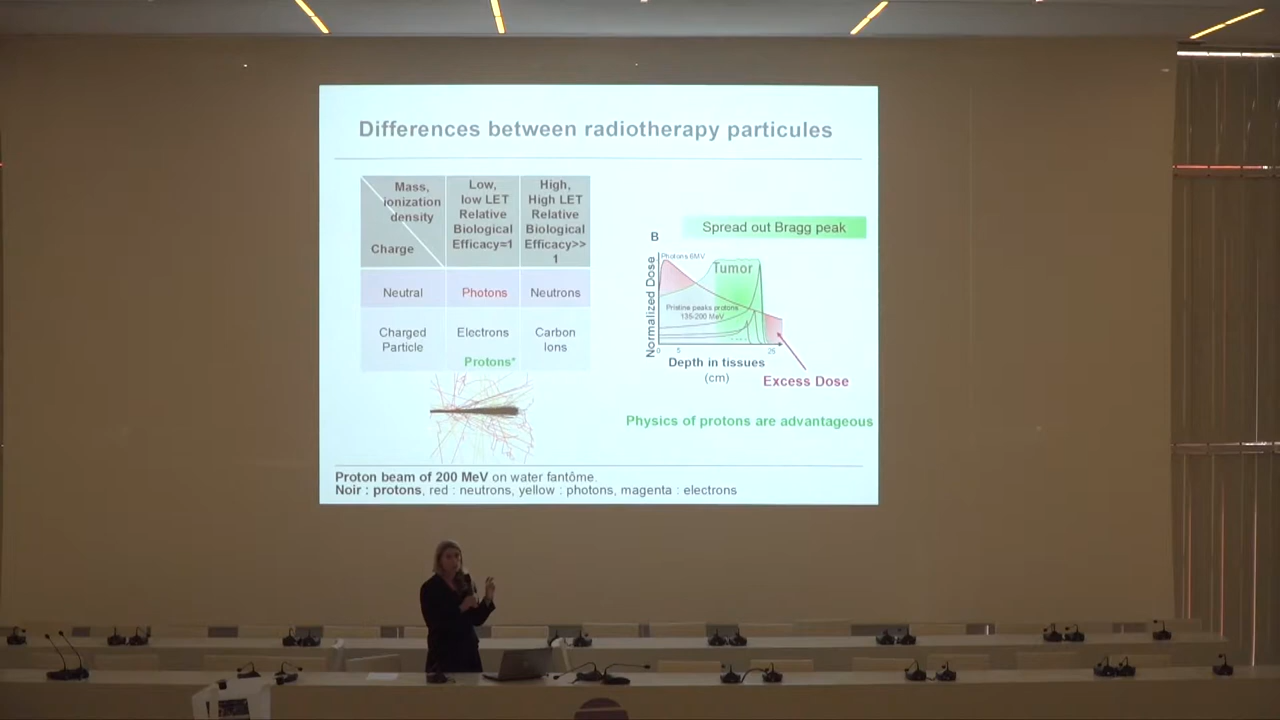 Differences between radiotherapy particules
Mass,
ionization
density
Charge
Low,
low LET
Relative
Biological
Efficacy=1
High,
High LET
Relative
Biological
Efficacy>>
1
Neutral
Photons
Neutrons
Charged
Particle
Electrons
Carbon
Ions
Protons*
Spread out Bragg peak
B
Photons 6MV
Tumor
Pristine peaks protons
135-200 MeV
Normalized Dose
0 5 25
Depth in tissues
(cm)
Excess Dose
Physics of protons are advantageous
Proton beam of 200 MeV on water fantôme.
Noir : protons, red : neutrons, yellow : photons, magenta : electrons